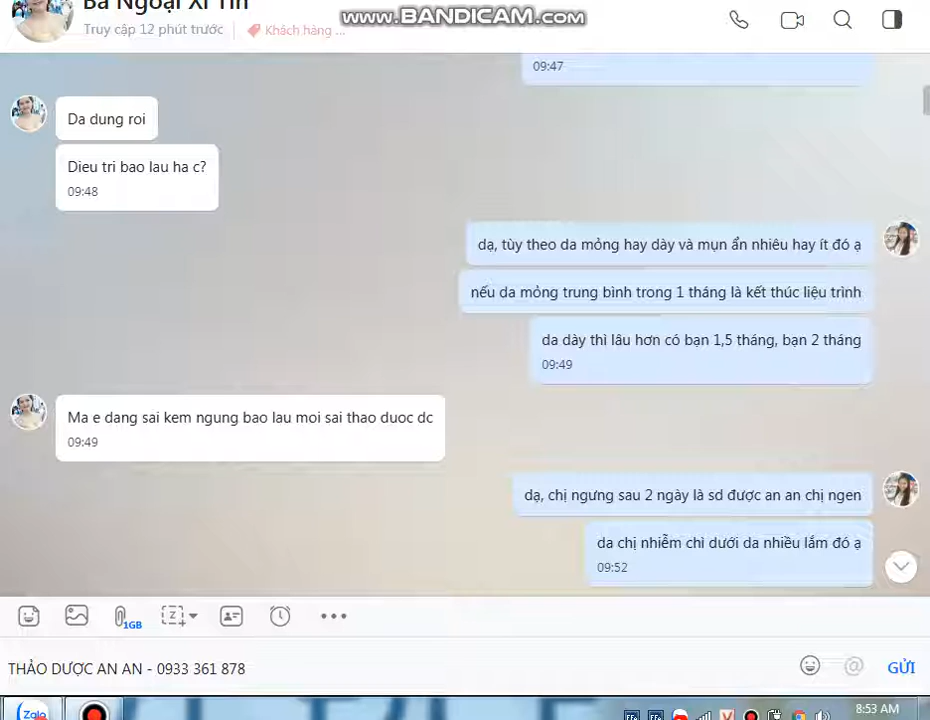 Bà Ngoại Xì Tin
WWW.BANDICAM.COM
Truy cập 12 phút trước
Khách hàng ...
09:47
Da dung roi
Dieu tri bao lau ha c?
09:48
dạ, tùy theo da mỏng hay dày và mụn ẩn nhiêu hay ít đó ạ
nếu da mỏng trung bình trong 1 tháng là kết thúc liệu trình
da dày thì lâu hơn có bạn 1,5 tháng, bạn 2 tháng
09:49
Ma e dang sai kem ngung bao lau moi sai thao duoc dc
09:49
dạ, chị ngưng sau 2 ngày là sd được an an chị ngen
da chị nhiễm chì dưới da nhiều lắm đó ạ
09:52
1GB
THẢO DƯỢC AN AN - 0933 361 878
GỬI
Zalo
8:53 AM